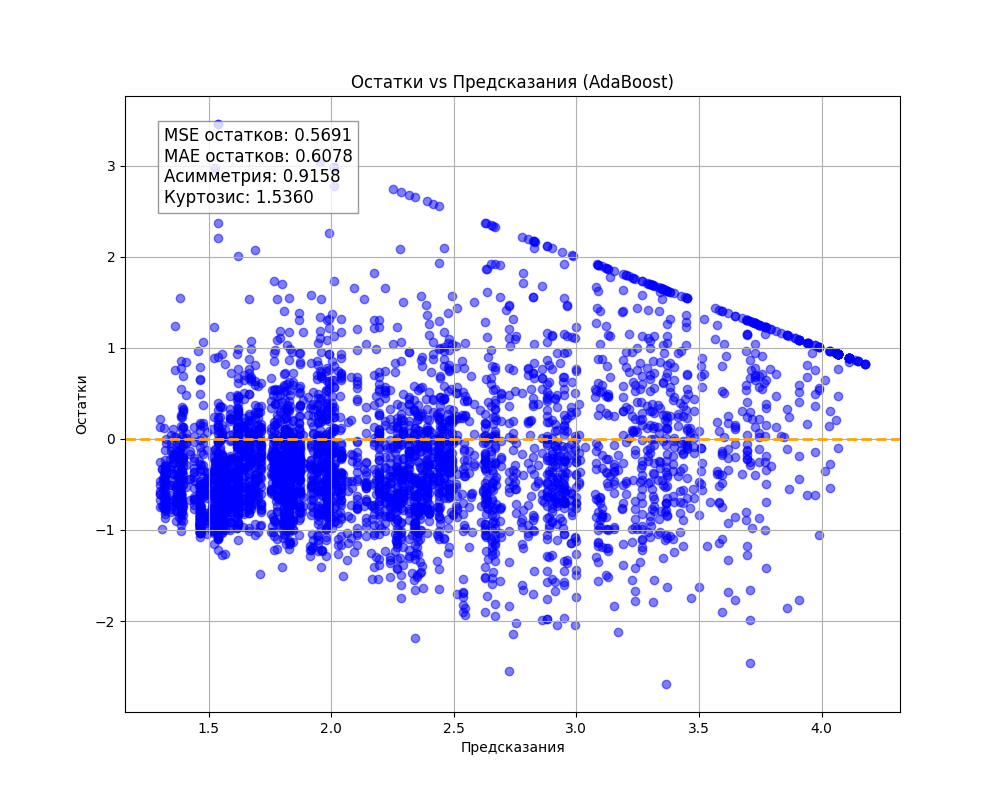 Остатки vs Предсказания (AdaBoost)
MSE остатков: 0.5691
MAE остатков: 0.6078
Асимметрия: 0.9158
Куртозис: 1.5360
Остатки
3
2
1
0
−1
−2
1.5 2.0 2.5 3.0 3.5 4.0
Предсказания